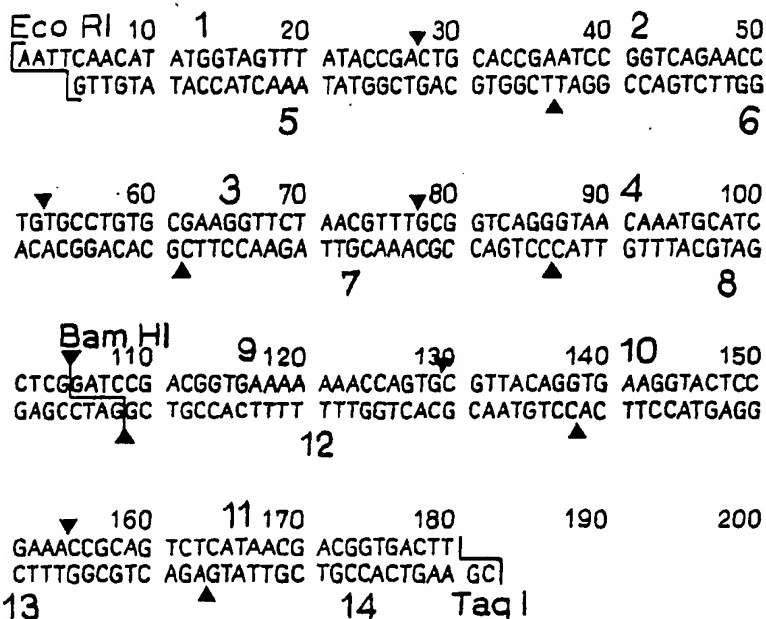 Eco RI 10 1 20 30 40 2 50
AATTCAACAT ATGGTAGTTT ATACCGACTG CACCGAATCC GGTCAGAACC
GTTGTA TACCATCAAA TATGGCTGAC GTGGCTTAGG CCAGTCTTGG
5 6
60 3 70 80 90 4 100
TGTGCCTGTG CGAAGGTTCT AACGTTTGCG GTCAGGGTAA CAAATGCATC
ACACGGACAC GCTTCCAAGA TTGCAAACGC CAGTCCCATT GTTTACGTAG
7 8
Bam HI
110 9 120 130 140 10 150
CTCGGATCCG ACGGTGAAAA AAACCAGTGC GTTACAGGTG AAGGTACTCC
GAGCCTAGGC TGCCACTTTT TTTGGTCACG CAATGTCCAC TTCCATGAGG
12
160 11 170 180 190 200
GAAACCGCAG TCTCATAACG ACGGTGACTT
CTTTGGCGTC AGAGTATTGC TGCCACTGAA GC
13 14 Taq I